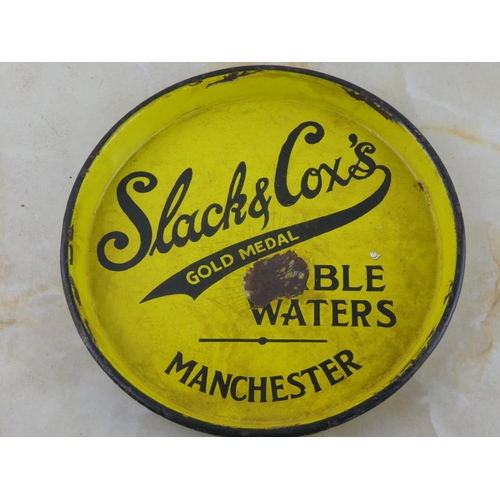 Slack & Cox's
GOLD MEDAL
BLE
WATERS
MANCHESTER